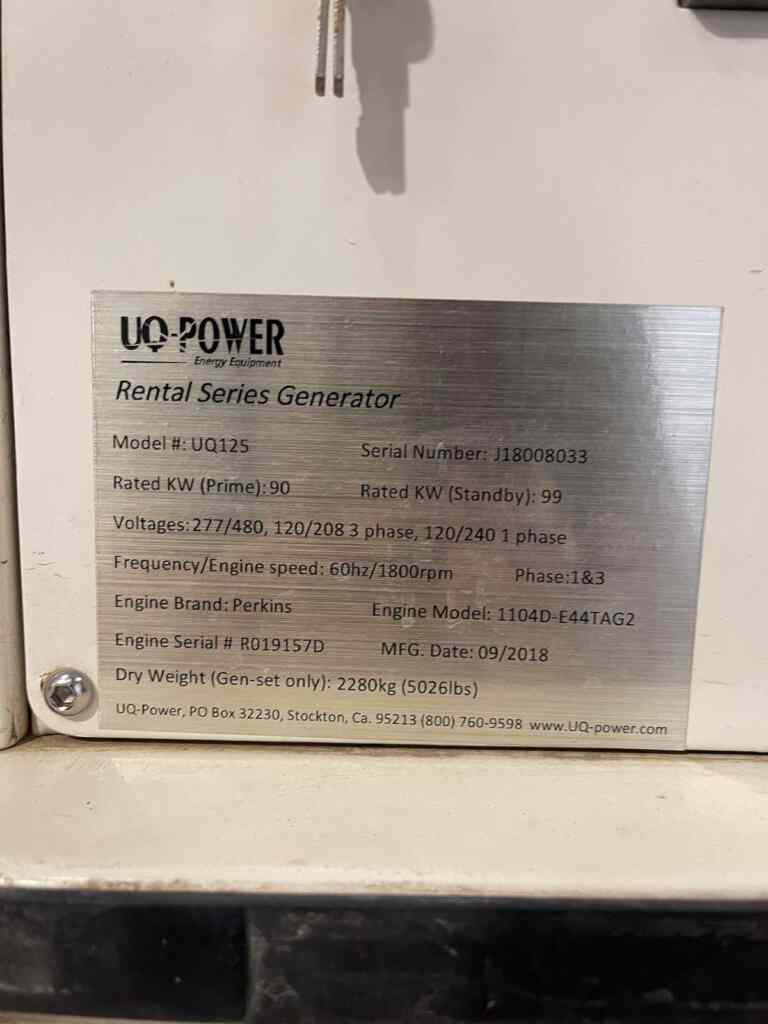 UQ-POWER
Energy Equipment
Rental Series Generator
Model #: UQ125 Serial Number: J18008033
Rated KW (Prime): 90 Rated KW (Standby): 99
Voltages: 277/480, 120/208 3 phase, 120/240 1 phase
Frequency/Engine speed: 60hz/1800rpm Phase:1&3
Engine Brand: Perkins Engine Model: 1104D-E44TAG2
Engine Serial # R019157D MFG. Date: 09/2018
Dry Weight (Gen-set only): 2280kg (5026lbs)
UQ-Power, PO Box 32230, Stockton, Ca. 95213 (800) 760-9598 www.UQ-power.com